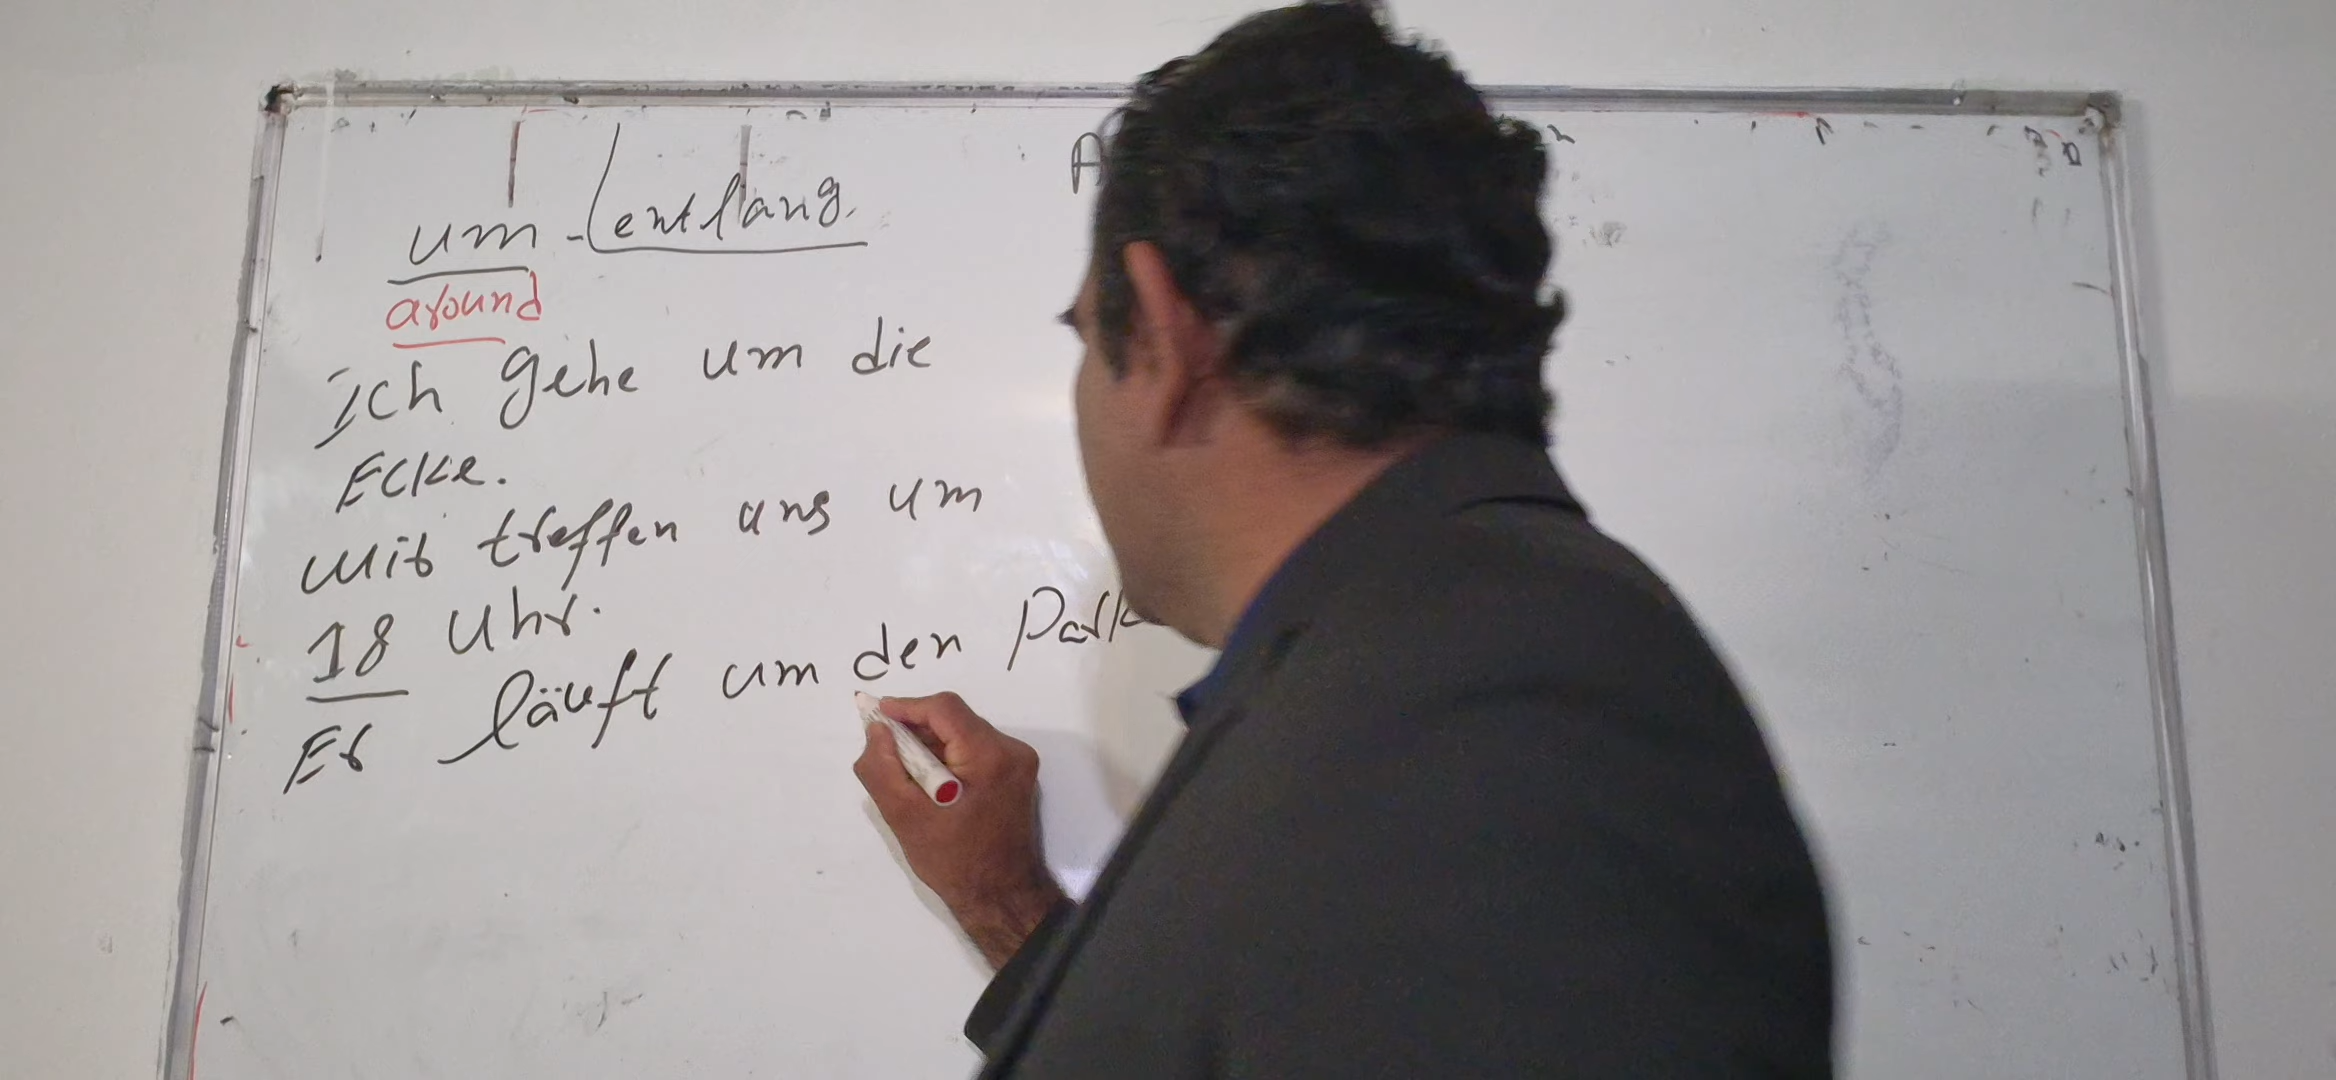 um - (entlang.
A
around
Ich gehe um die
Ecke.
Wir treffen uns um
18 Uhr.
Er läuft um den Park